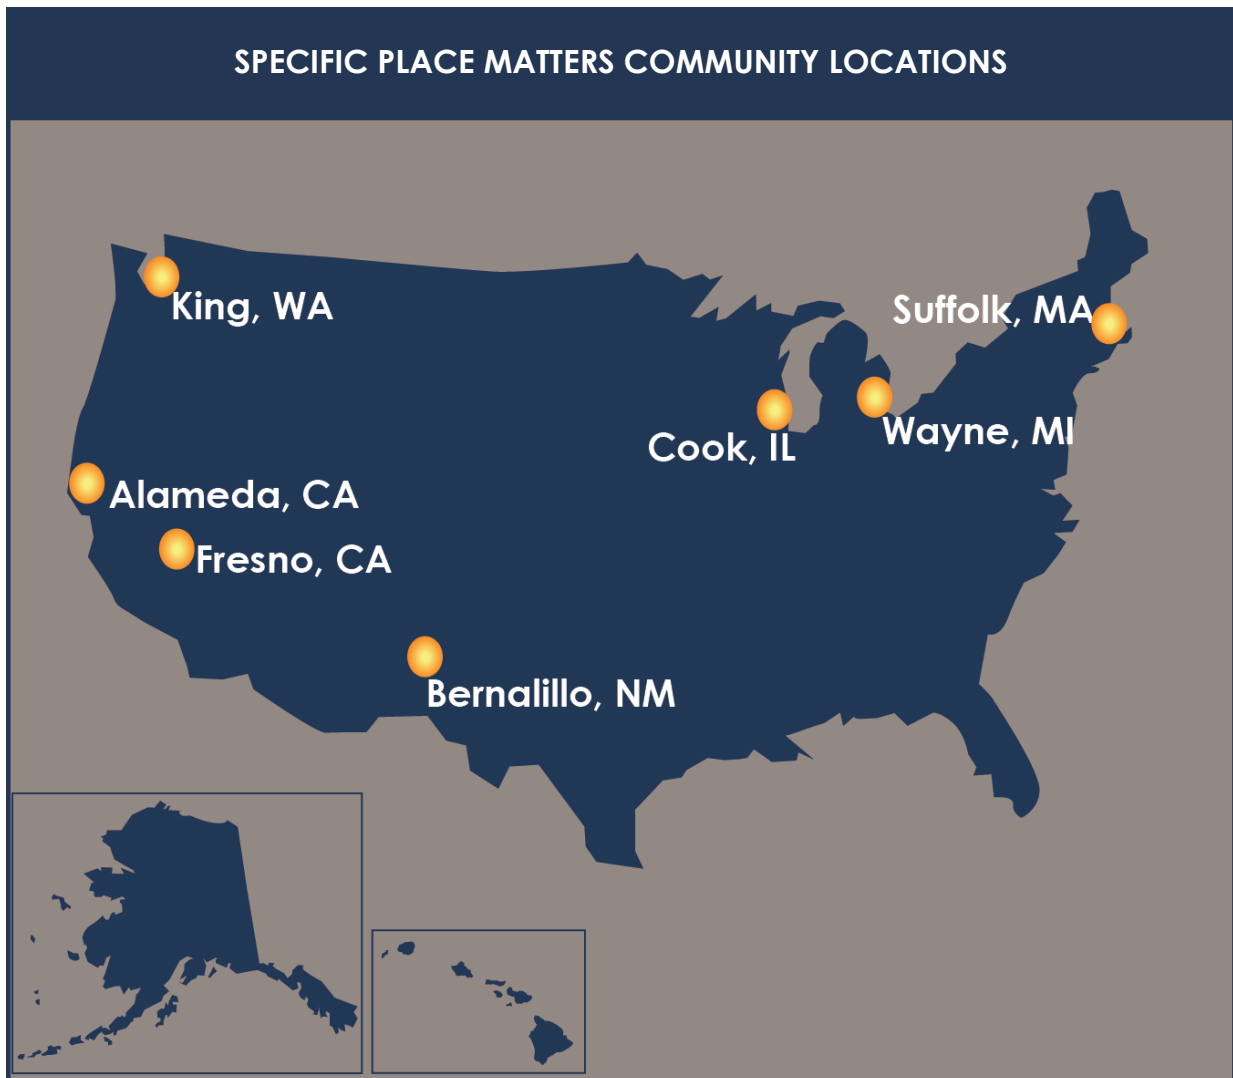 SPECIFIC PLACE MATTERS COMMUNITY LOCATIONS
King, WA
Suffolk, MA
Wayne, MI
Cook, IL
Alameda, CA
Fresno, CA
Bernalillo, NM